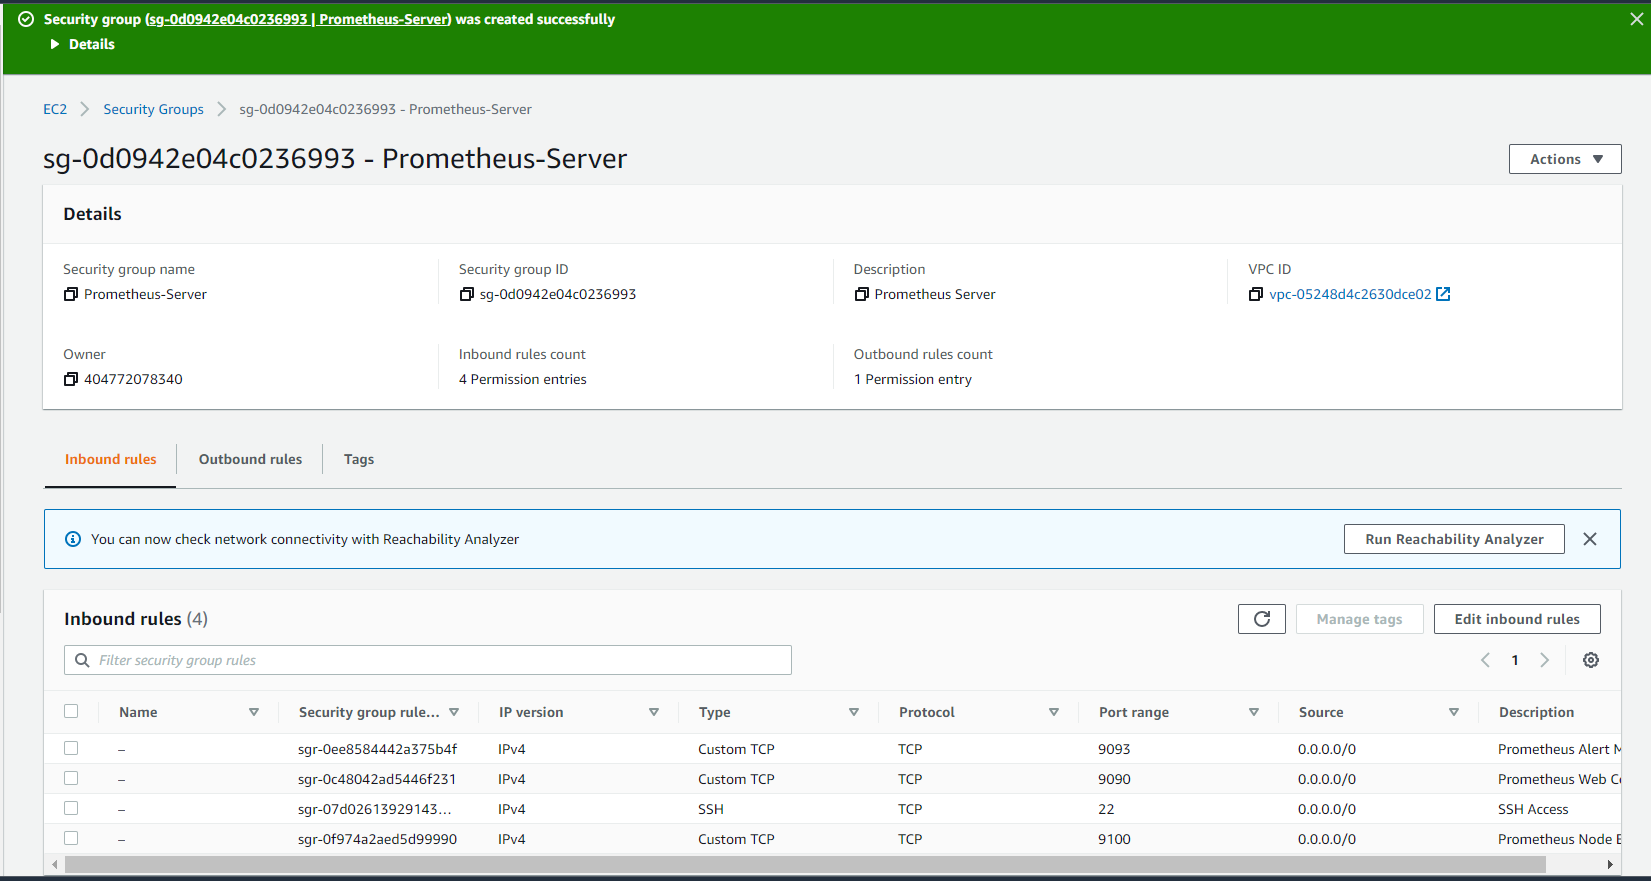 Security group (sg-0d0942e04c0236993 | Prometheus-Server) was created successfully
Details
EC2 Security Groups sg-0d0942e04c0236993 - Prometheus-Server
sg-0d0942e04c0236993 - Prometheus-Server
Actions
Details
Security group name Security group ID Description VPC ID
Prometheus-Server sg-0d0942e04c0236993 Prometheus Server vpc-05248d4c2630dce02
Owner Inbound rules count Outbound rules count
404772078340 4 Permission entries 1 Permission entry
Inbound rules Outbound rules Tags
You can now check network connectivity with Reachability Analyzer Run Reachability Analyzer
Inbound rules (4) Manage tags Edit inbound rules
Filter security group rules 1
Name Security group rule... IP version Type Protocol Port range Source Description
– sgr-0ee8584442a375b4f IPv4 Custom TCP TCP 9093 0.0.0.0/0 Prometheus Alert M
– sgr-0c48042ad5446f231 IPv4 Custom TCP TCP 9090 0.0.0.0/0 Prometheus Web Co
– sgr-07d02613929143... IPv4 SSH TCP 22 0.0.0.0/0 SSH Access
– sgr-0f974a2aed5d99990 IPv4 Custom TCP TCP 9100 0.0.0.0/0 Prometheus Node E